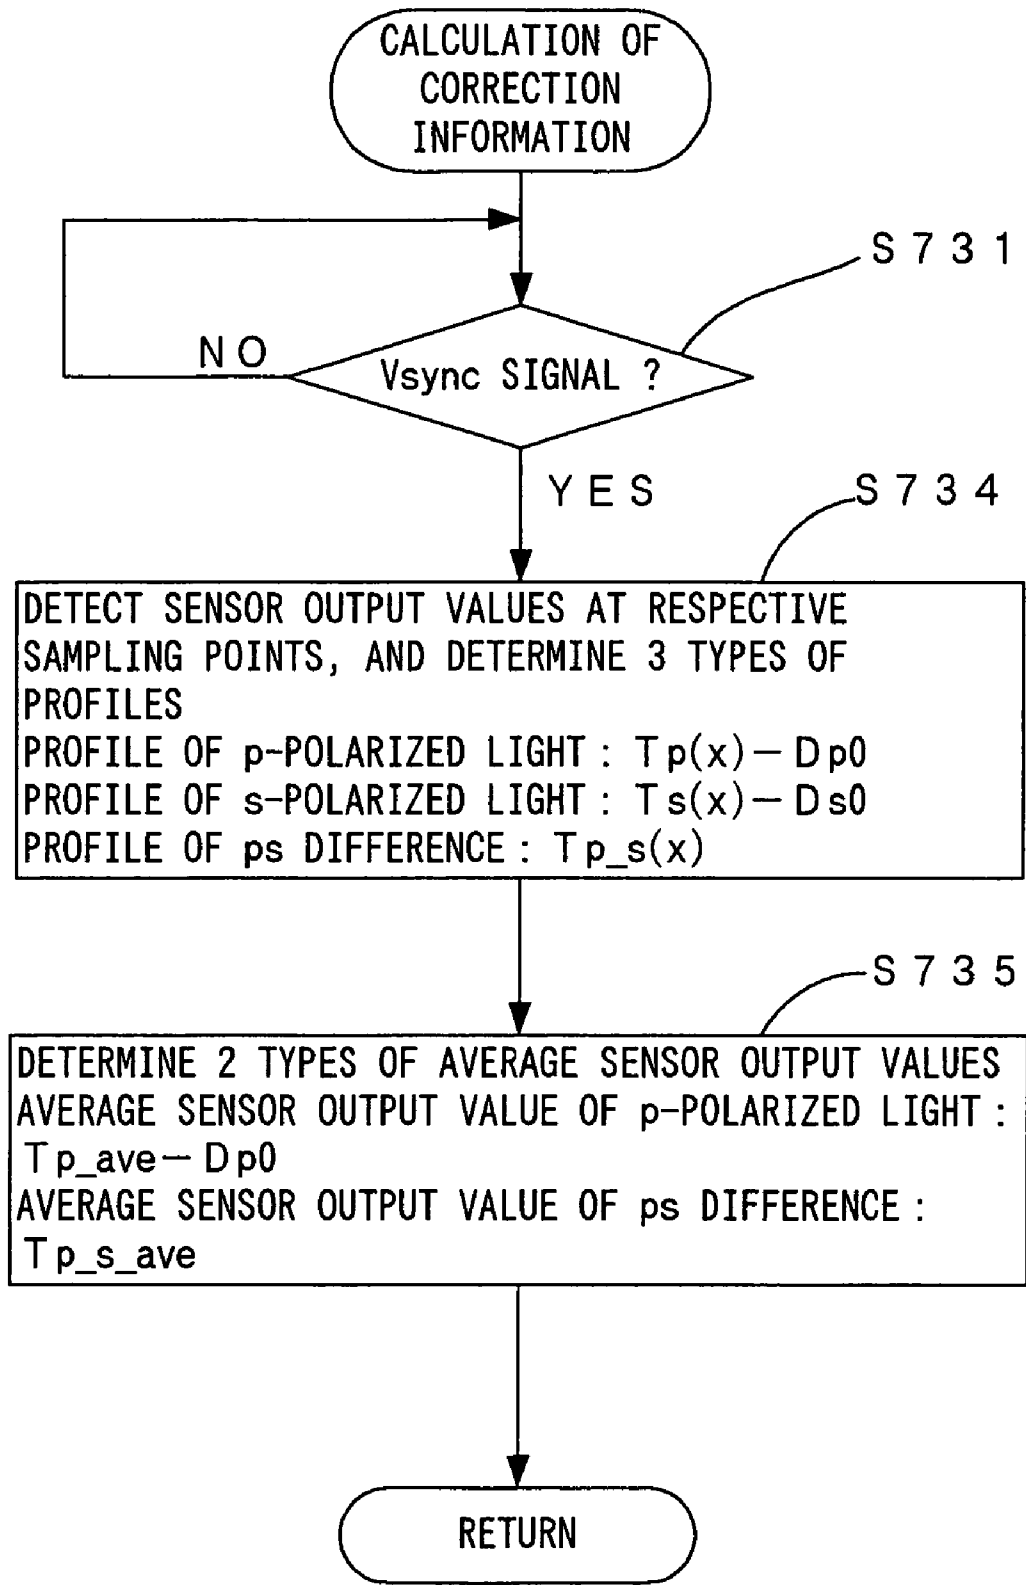 CALCULATION OF
CORRECTION
INFORMATION
S731
NO
Vsync SIGNAL ?
YES
S734
DETECT SENSOR OUTPUT VALUES AT RESPECTIVE
SAMPLING POINTS, AND DETERMINE 3 TYPES OF
PROFILES
PROFILE OF p-POLARIZED LIGHT : Tp(x)－Dp0
PROFILE OF s-POLARIZED LIGHT : Ts(x)－Ds0
PROFILE OF ps DIFFERENCE : Tp_s(x)
S735
DETERMINE 2 TYPES OF AVERAGE SENSOR OUTPUT VALUES
AVERAGE SENSOR OUTPUT VALUE OF p-POLARIZED LIGHT :
Tp_ave－Dp0
AVERAGE SENSOR OUTPUT VALUE OF ps DIFFERENCE :
Tp_s_ave
RETURN